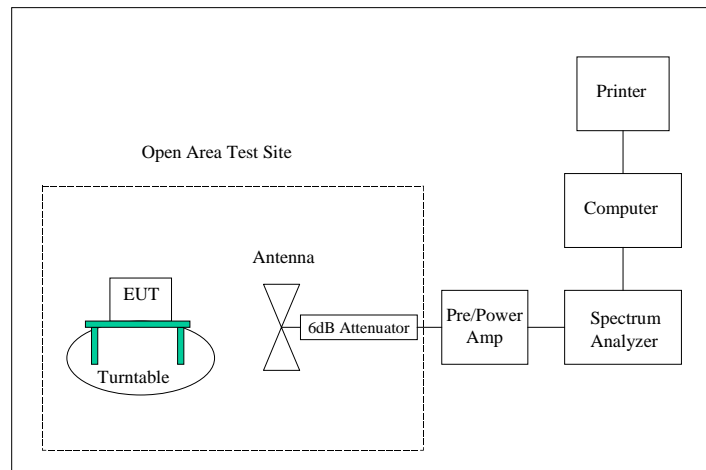 Printer
Open Area Test Site
Computer
Antenna
EUT
6dB Attenuator
Pre/Power
Amp
Spectrum
Analyzer
Turntable